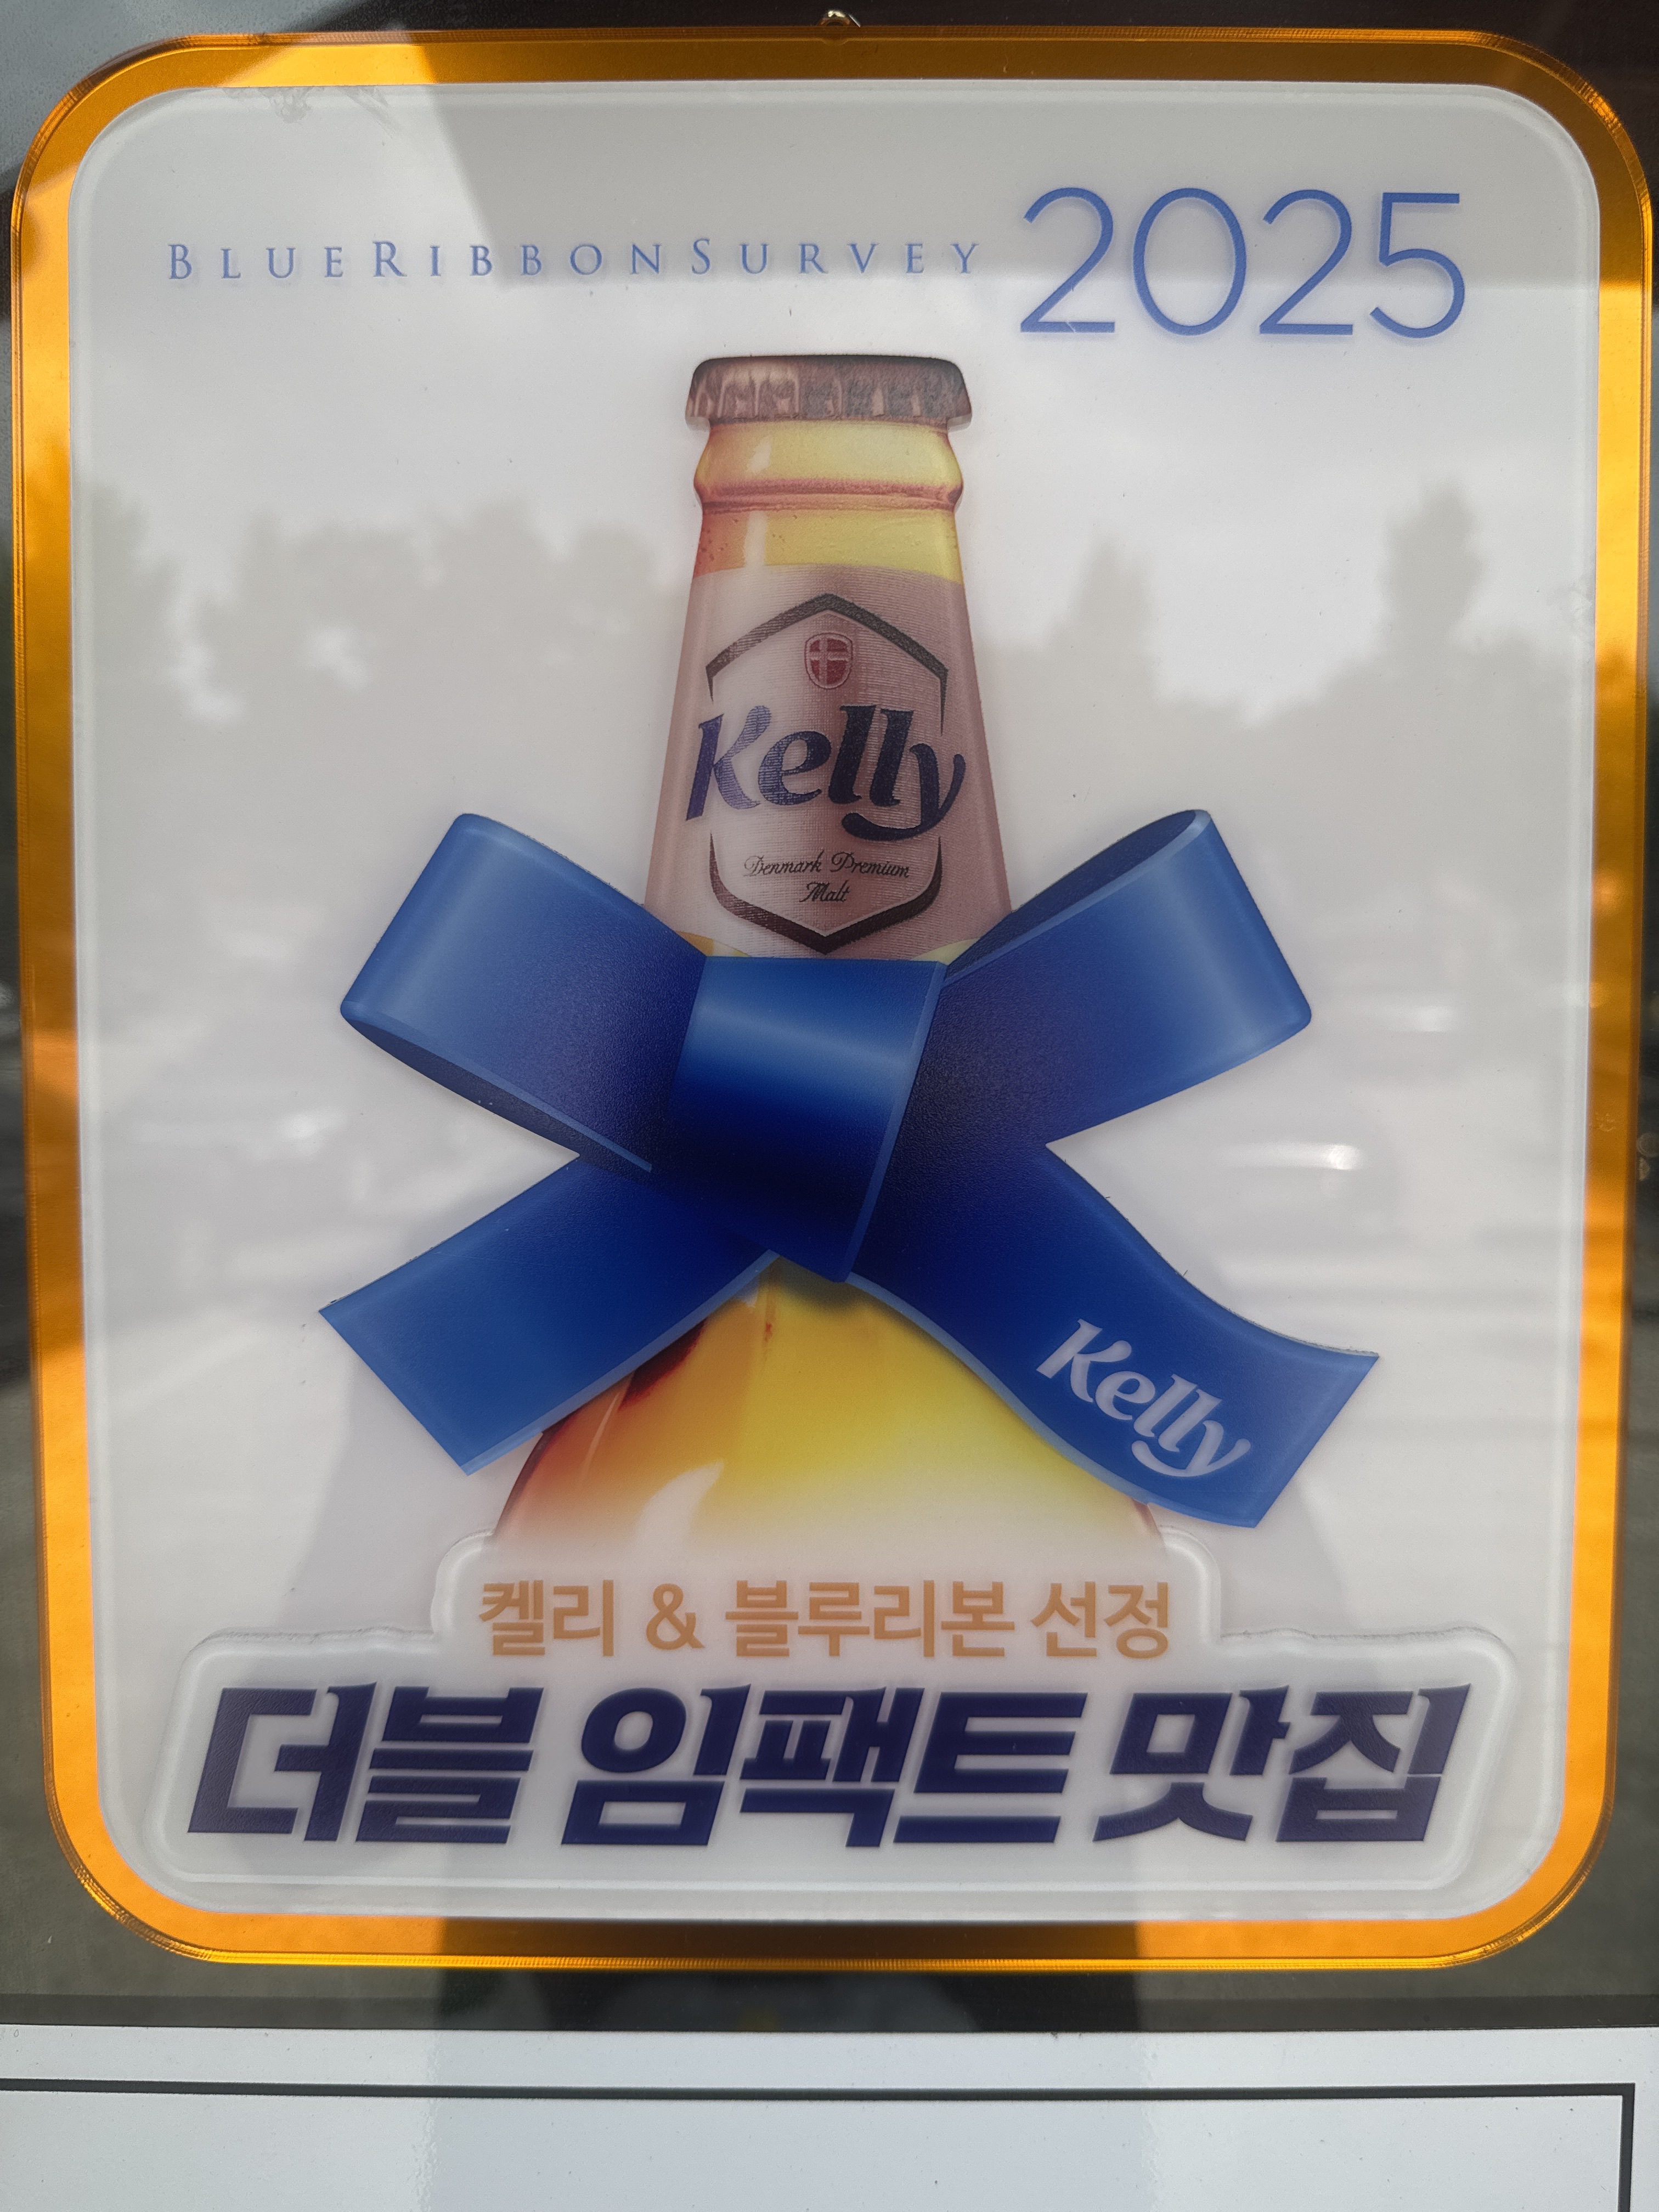 BLUERIBBONSURVEY 2025
Kelly
Denmark Premium
Malt
Kelly
켈리 & 블루리본 선정
더블 임팩트 맛집